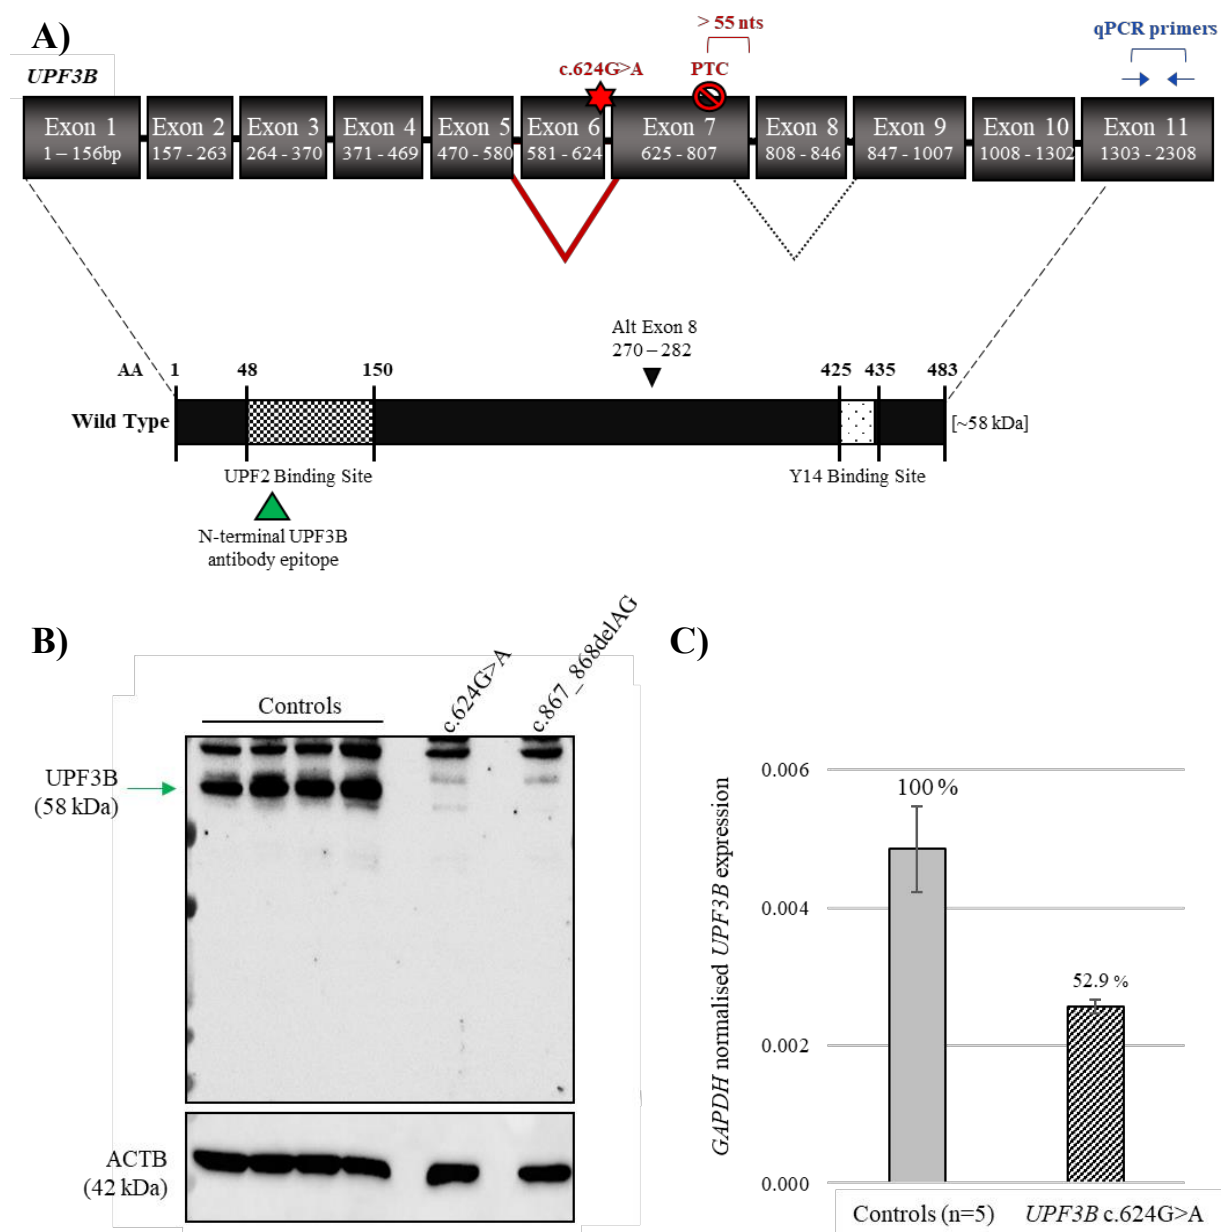 A)
> 55 nts
qPCR primers
c.624G>A
PTC
UPF3B
Exon 1
1 – 156bp
Exon 2
157 - 263
Exon 3
264 - 370
Exon 4
371 - 469
Exon 5
470 - 580
Exon 6
581 - 624
Exon 7
625 - 807
Exon 8
808 - 846
Exon 9
847 - 1007
Exon 10
1008 - 1302
Exon 11
1303 - 2308
Alt Exon 8
270 – 282
AA 1 48 150 425 435 483
Wild Type
[~58 kDa]
UPF2 Binding Site
Y14 Binding Site
N-terminal UPF3B
antibody epitope
B)
Controls
c.624G>A
c.867_868delAG
UPF3B
(58 kDa)
ACTB
(42 kDa)
C)
GAPDH normalised UPF3B expression
0.006
0.004
0.002
0.000
100 %
52.9 %
Controls (n=5)
UPF3B c.624G>A